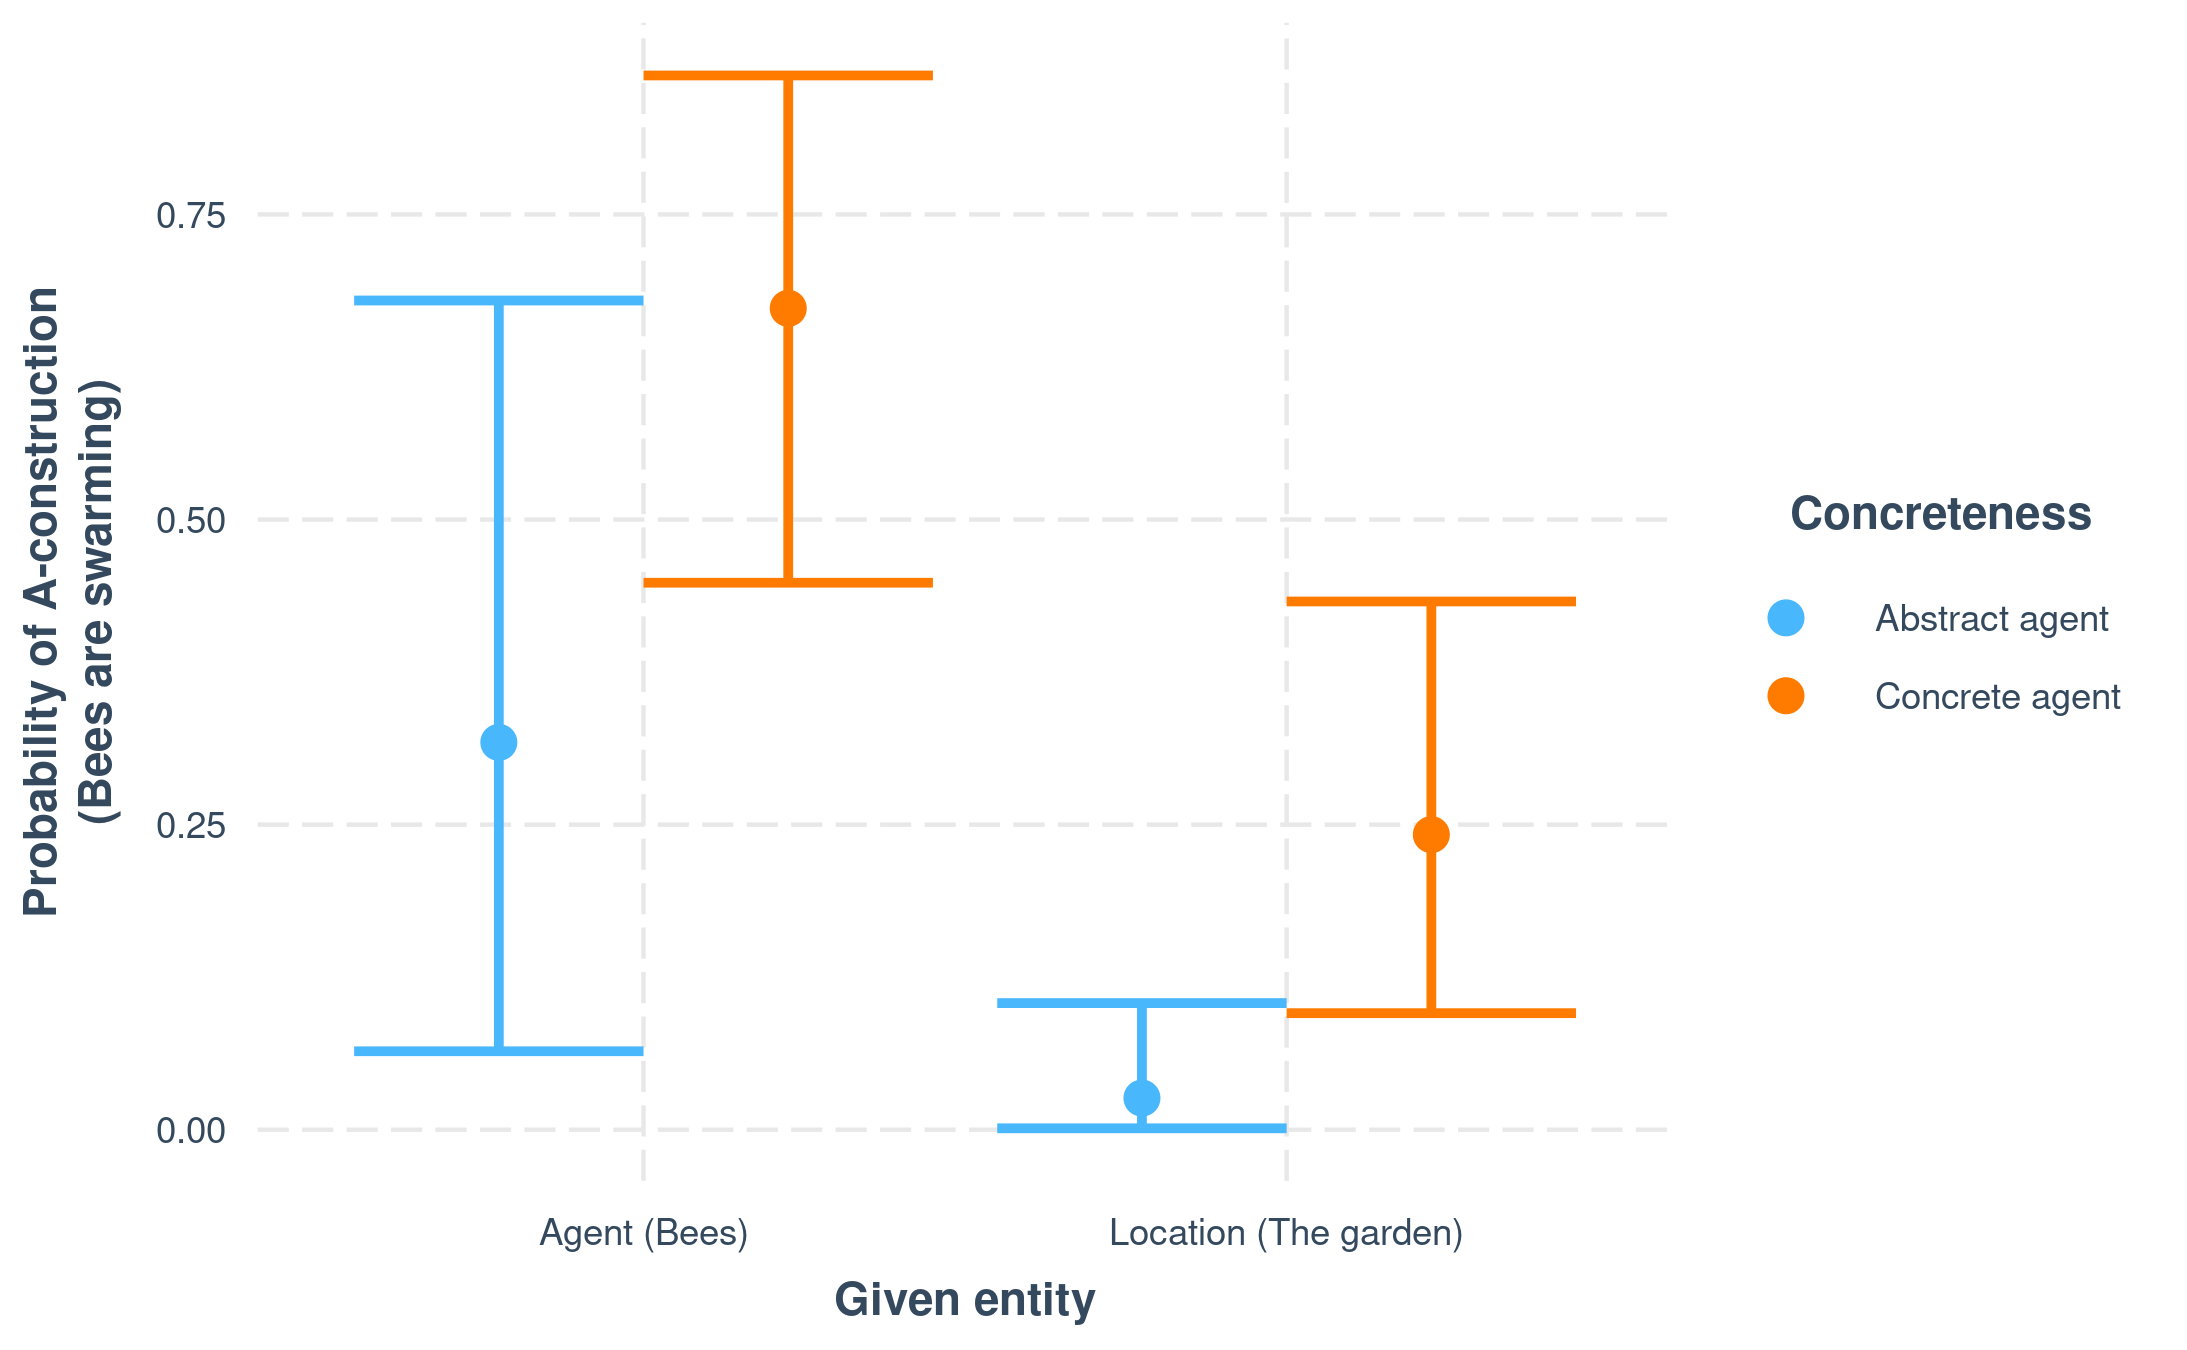 Probability of A-construction
(Bees are swarming)
0.75
0.50
0.25
0.00
Agent (Bees)
Location (The garden)
Given entity
Concreteness
Abstract agent
Concrete agent